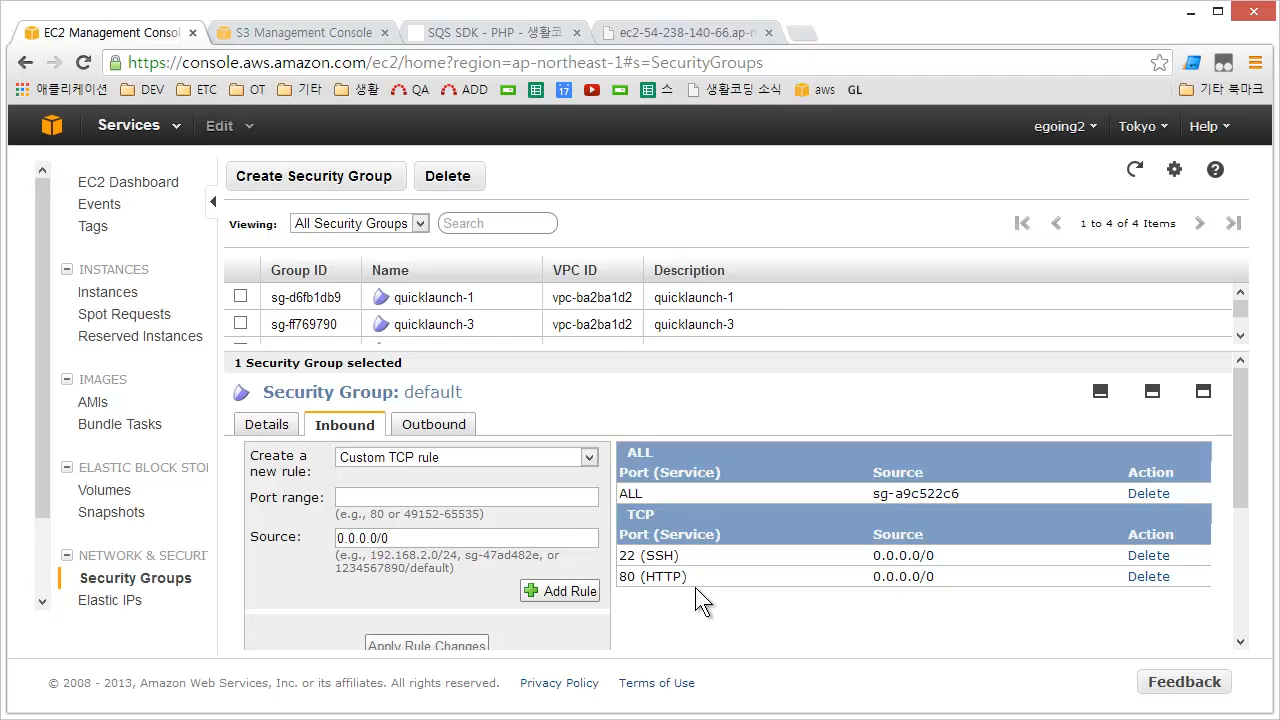 EC2 Management Consol
S3 Management Console
SQS SDK - PHP - 생활코
ec2-54-238-140-66.ap-n
https://console.aws.amazon.com/ec2/home?region=ap-northeast-1#s=SecurityGroups
애플리케이션 DEV ETC OT 기타 생활 QA ADD 17 스 생활코딩 소식 aws GL 기타 북마크
Services Edit egoing2 Tokyo Help
EC2 Dashboard
Events
Tags
INSTANCES
Instances
Spot Requests
Reserved Instances
IMAGES
AMIs
Bundle Tasks
ELASTIC BLOCK STO
Volumes
Snapshots
NETWORK & SECURIT
Security Groups
Elastic IPs
Create Security Group Delete
Viewing: All Security Groups Search 1 to 4 of 4 Items
Group ID Name VPC ID Description
sg-d6fb1db9 quicklaunch-1 vpc-ba2ba1d2 quicklaunch-1
sg-ff769790 quicklaunch-3 vpc-ba2ba1d2 quicklaunch-3
1 Security Group selected
Security Group: default
Details Inbound Outbound
Create a new rule: Custom TCP rule
Port range:
(e.g., 80 or 49152-65535)
Source: 0.0.0.0/0
(e.g., 192.168.2.0/24, sg-47ad482e, or
1234567890/default)
Add Rule
Apply Rule Changes
ALL
Port (Service) Source Action
ALL sg-a9c522c6 Delete
TCP
Port (Service) Source Action
22 (SSH) 0.0.0.0/0 Delete
80 (HTTP) 0.0.0.0/0 Delete
© 2008 - 2013, Amazon Web Services, Inc. or its affiliates. All rights reserved. Privacy Policy Terms of Use Feedback